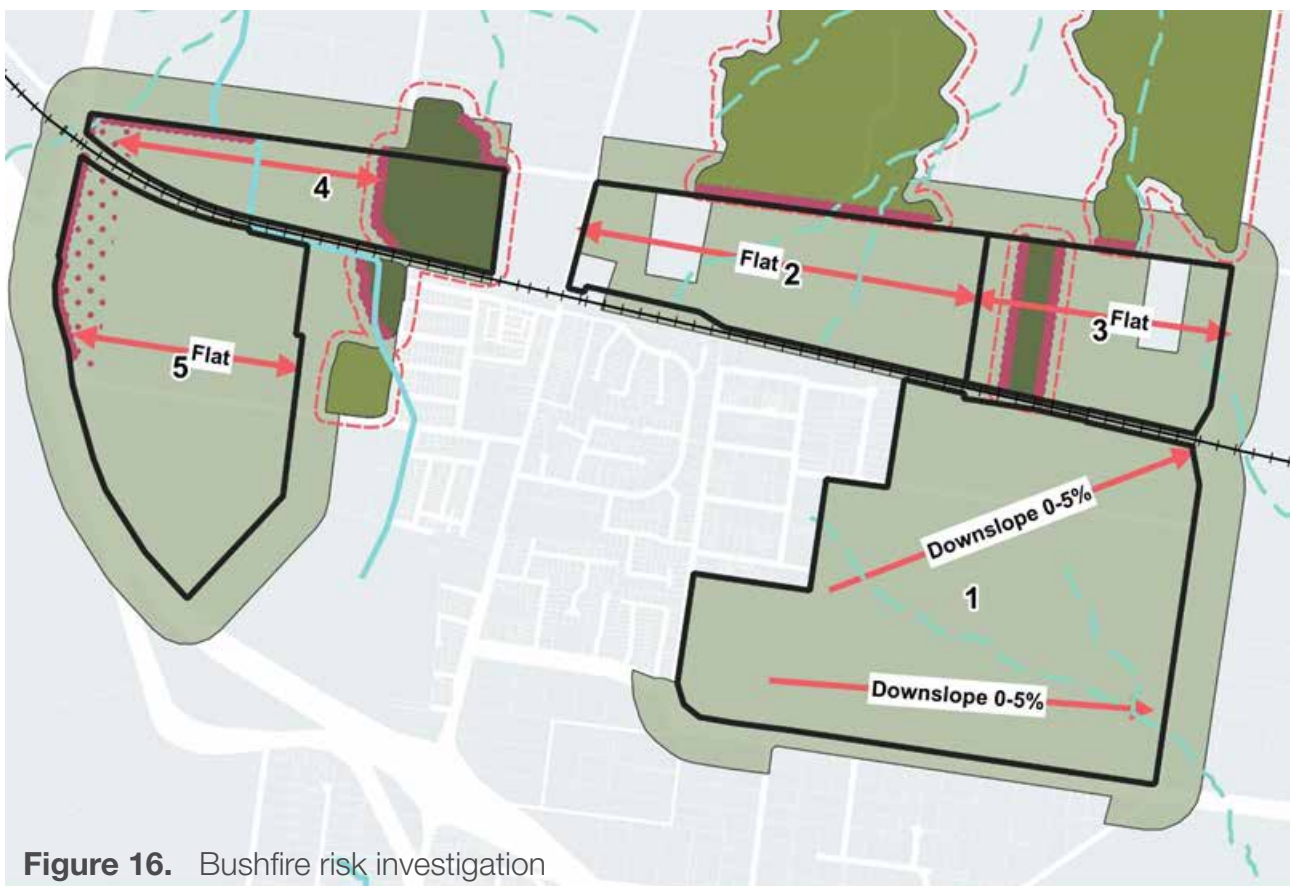 4
Flat
2
Flat
3
Flat
5
Downslope 0-5%
1
Downslope 0-5%
Figure 16. Bushfire risk investigation